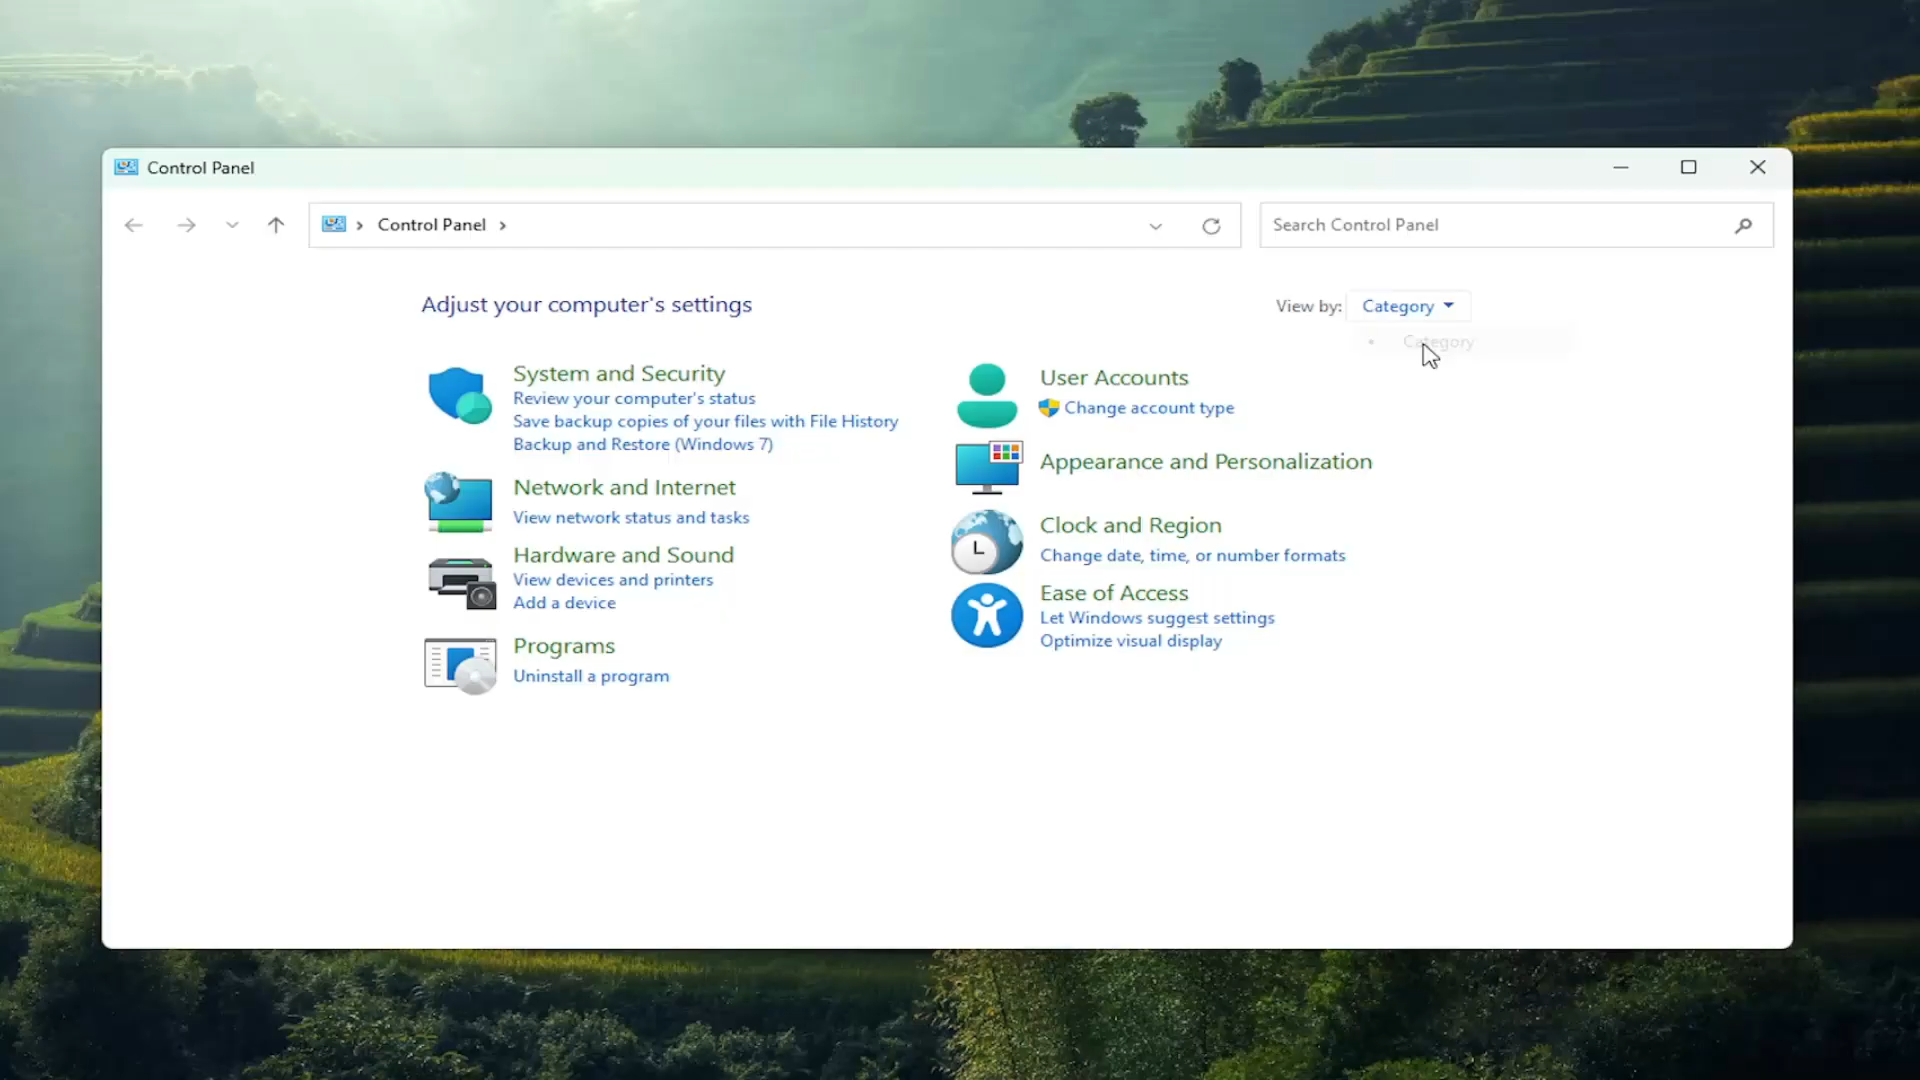 Control Panel
Control Panel
Search Control Panel
Adjust your computer's settings
View by: Category
Category
System and Security
Review your computer's status
Save backup copies of your files with File History
Backup and Restore (Windows 7)
Network and Internet
View network status and tasks
Hardware and Sound
View devices and printers
Add a device
Programs
Uninstall a program
User Accounts
Change account type
Appearance and Personalization
Clock and Region
Change date, time, or number formats
Ease of Access
Let Windows suggest settings
Optimize visual display